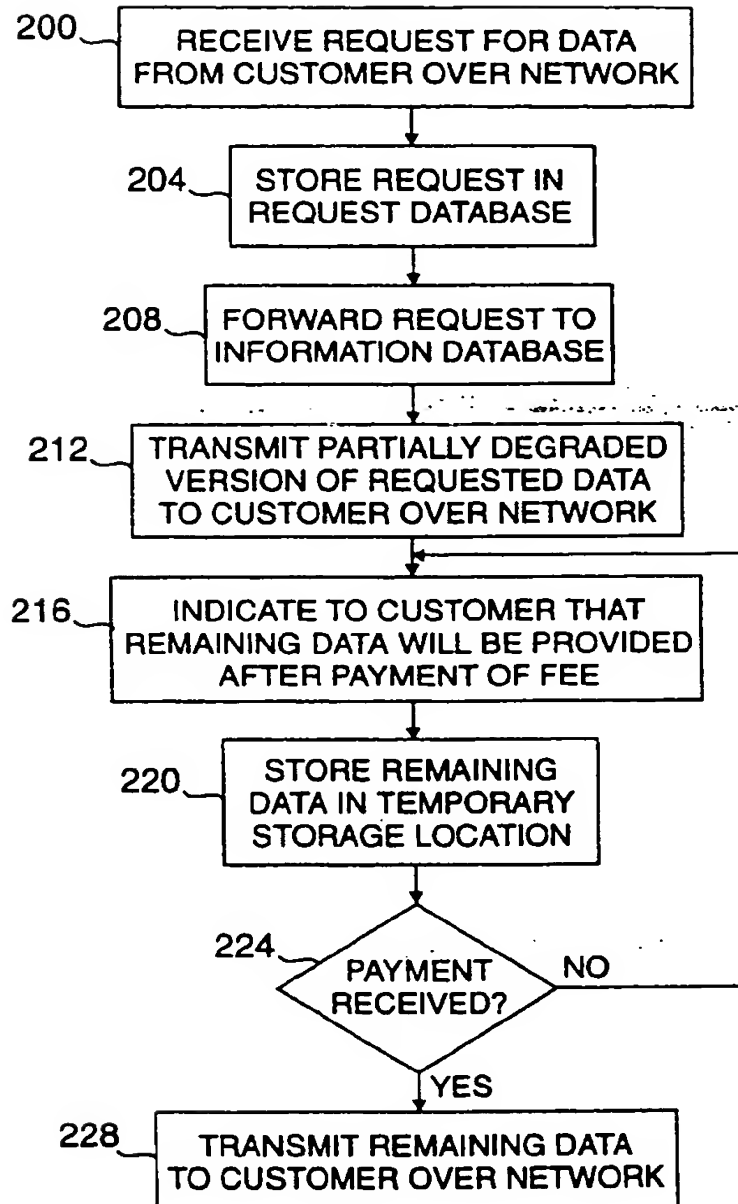 200
RECEIVE REQUEST FOR DATA
FROM CUSTOMER OVER NETWORK
204
STORE REQUEST IN
REQUEST DATABASE
208
FORWARD REQUEST TO
INFORMATION DATABASE
212
TRANSMIT PARTIALLY DEGRADED
VERSION OF REQUESTED DATA
TO CUSTOMER OVER NETWORK
216
INDICATE TO CUSTOMER THAT
REMAINING DATA WILL BE PROVIDED
AFTER PAYMENT OF FEE
220
STORE REMAINING
DATA IN TEMPORARY
STORAGE LOCATION
224
PAYMENT
RECEIVED?
NO
YES
228
TRANSMIT REMAINING DATA
TO CUSTOMER OVER NETWORK